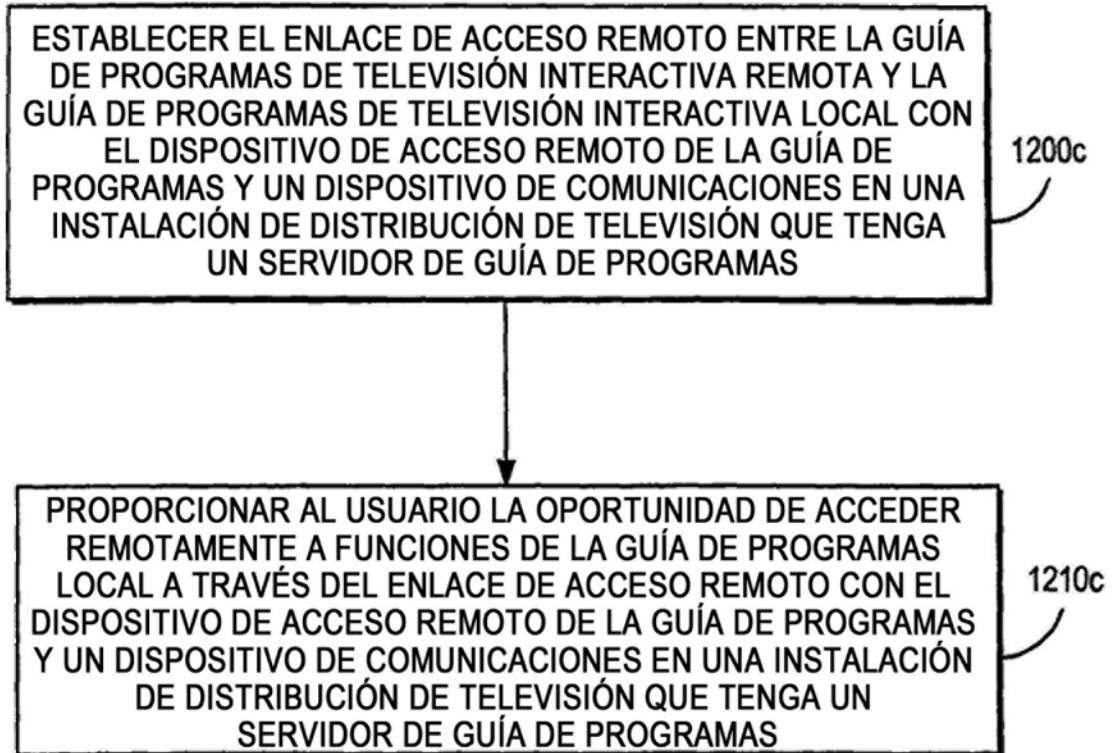 ESTABLECER EL ENLACE DE ACCESO REMOTO ENTRE LA GUÍA
DE PROGRAMAS DE TELEVISIÓN INTERACTIVA REMOTA Y LA
GUÍA DE PROGRAMAS DE TELEVISIÓN INTERACTIVA LOCAL CON
EL DISPOSITIVO DE ACCESO REMOTO DE LA GUÍA DE
PROGRAMAS Y UN DISPOSITIVO DE COMUNICACIONES EN UNA
INSTALACIÓN DE DISTRIBUCIÓN DE TELEVISIÓN QUE TENGA
UN SERVIDOR DE GUÍA DE PROGRAMAS
1200c
PROPORCIONAR AL USUARIO LA OPORTUNIDAD DE ACCEDER
REMOTAMENTE A FUNCIONES DE LA GUÍA DE PROGRAMAS
LOCAL A TRAVÉS DEL ENLACE DE ACCESO REMOTO CON EL
DISPOSITIVO DE ACCESO REMOTO DE LA GUÍA DE PROGRAMAS
Y UN DISPOSITIVO DE COMUNICACIONES EN UNA INSTALACIÓN
DE DISTRIBUCIÓN DE TELEVISIÓN QUE TENGA UN
SERVIDOR DE GUÍA DE PROGRAMAS
1210c